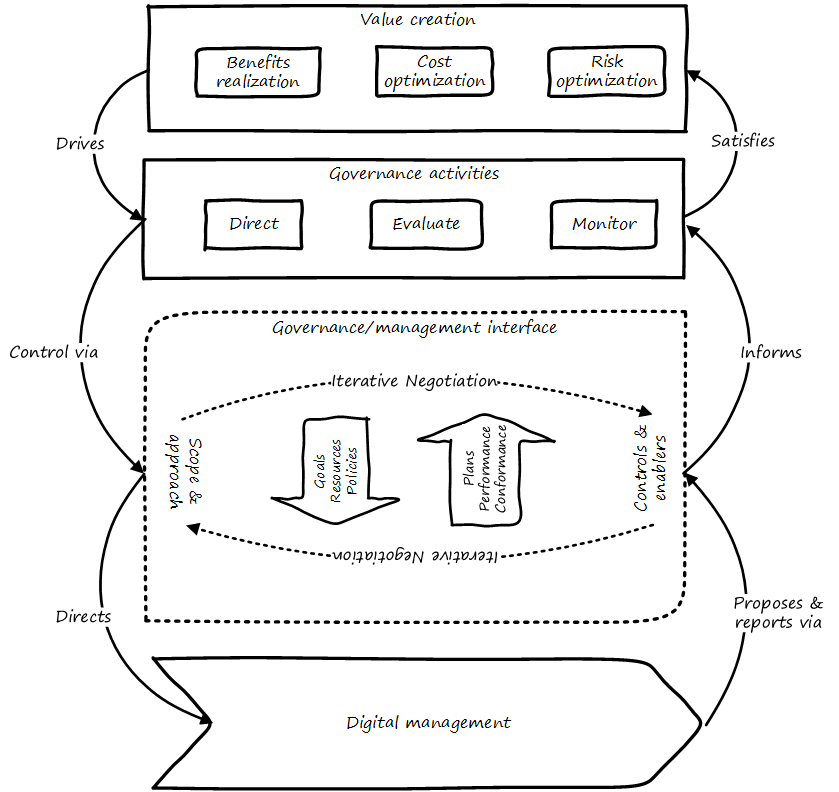 Value creation
Benefits
realization
Cost
optimization
Risk
optimization
Drives
Satisfies
Governance activities
Direct
Evaluate
Monitor
Control via
Informs
Governance/management interface
Iterative Negotiation
Scope &
approach
Goals
Resources
Policies
Plans
Performance
Conformance
Controls &
enablers
Iterative Negotiation
Directs
Proposes &
reports via
Digital management